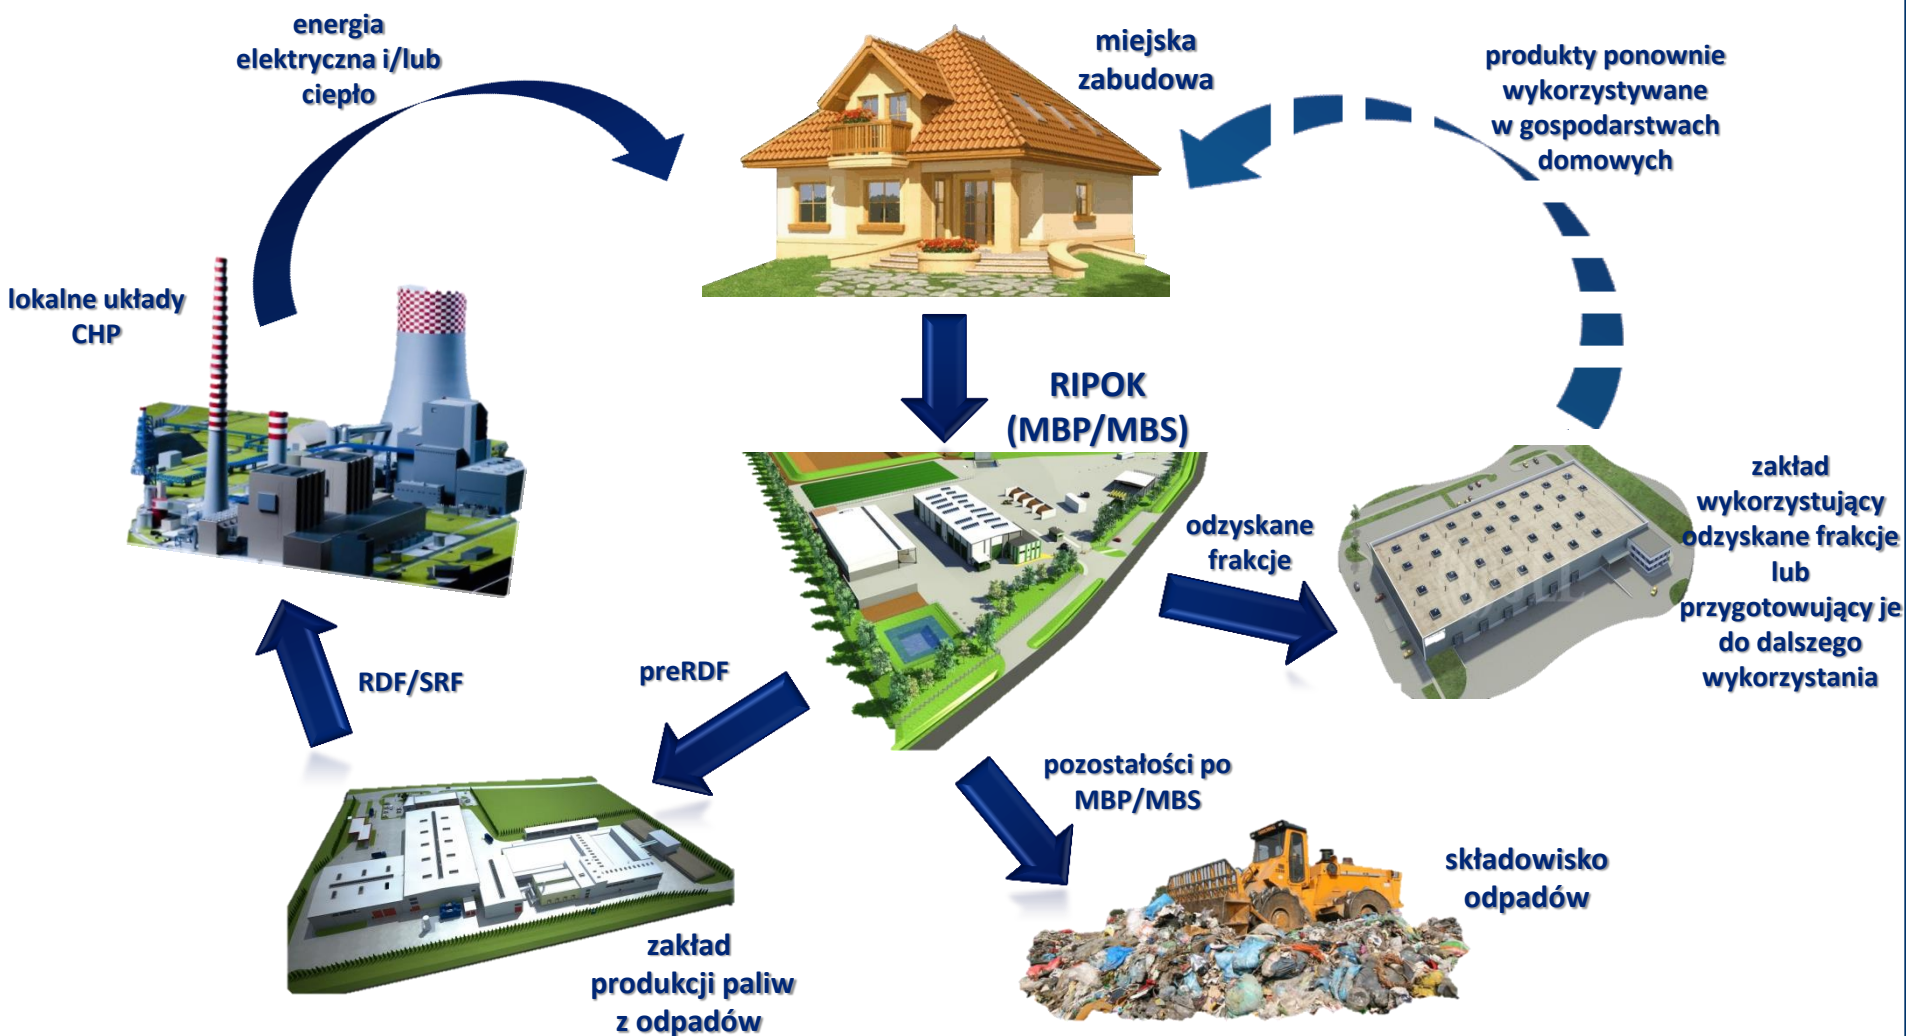 energia
elektryczna i/lub
ciepło
miejska
zabudowa
produkty ponownie
wykorzystywane
w gospodarstwach
domowych
lokalne układy
CHP
RIPOK
(MBP/MBS)
odzyskane
frakcje
zakład
wykorzystujący
odzyskane frakcje
lub
przygotowujący je
do dalszego
wykorzystania
RDF/SRF
preRDF
pozostałości po
MBP/MBS
składowisko
odpadów
zakład
produkcji paliw
z odpadów